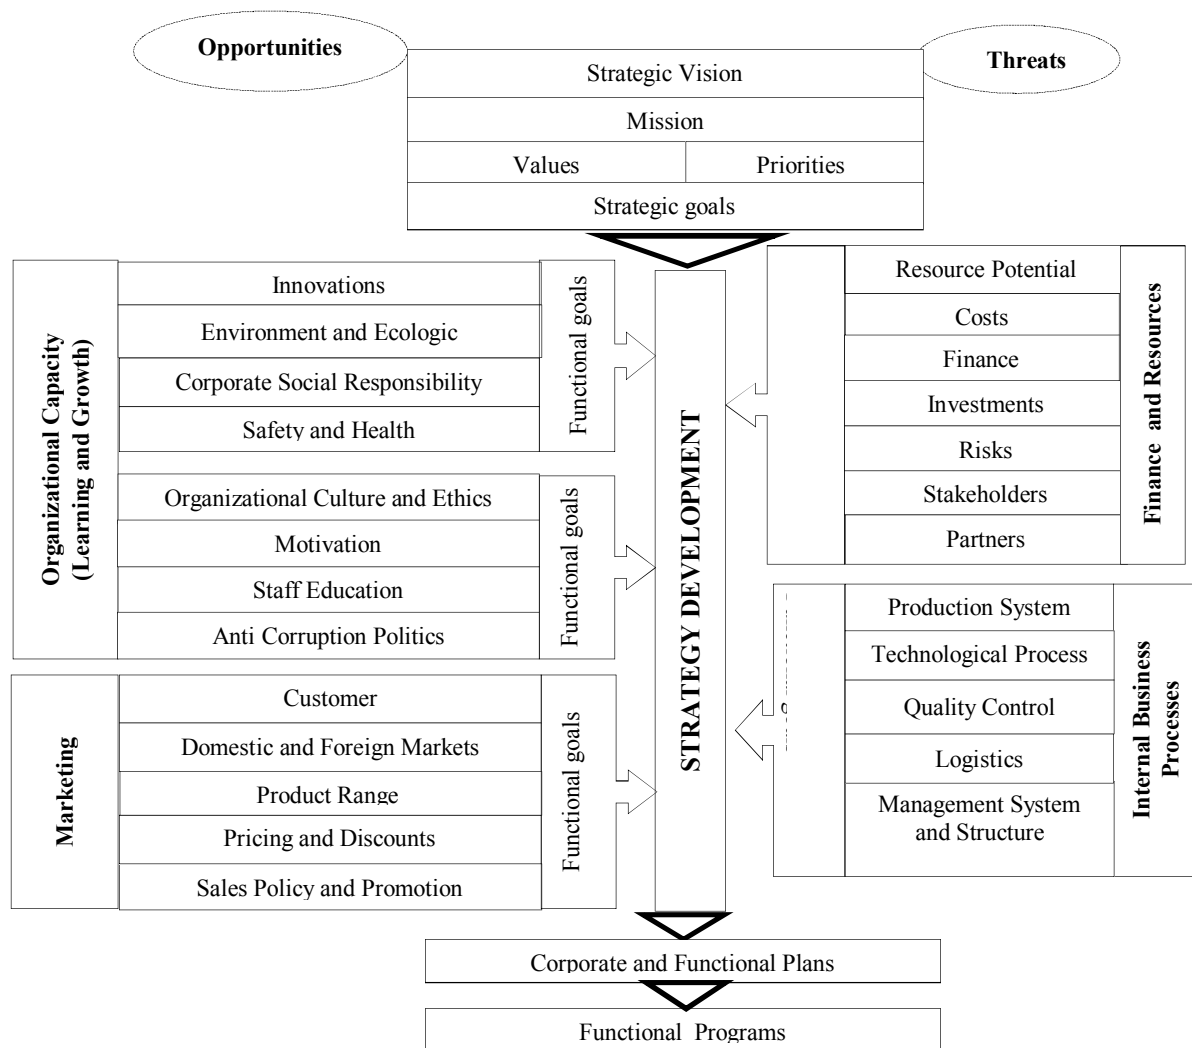 Opportunities
Threats
Strategic Vision
Mission
Values
Priorities
Strategic goals
Organizational Capacity
(Learning and Growth)
Innovations
Environment and Ecologic
Corporate Social Responsibility
Safety and Health
Functional goals
Organizational Culture and Ethics
Motivation
Staff Education
Anti Corruption Politics
Functional goals
Marketing
Customer
Domestic and Foreign Markets
Product Range
Pricing and Discounts
Sales Policy and Promotion
Functional goals
STRATEGY DEVELOPMENT
Resource Potential
Costs
Finance
Investments
Risks
Stakeholders
Partners
Finance and Resources
Production System
Technological Process
Quality Control
Logistics
Management System
and Structure
Internal Business
Processes
Corporate and Functional Plans
Functional Programs